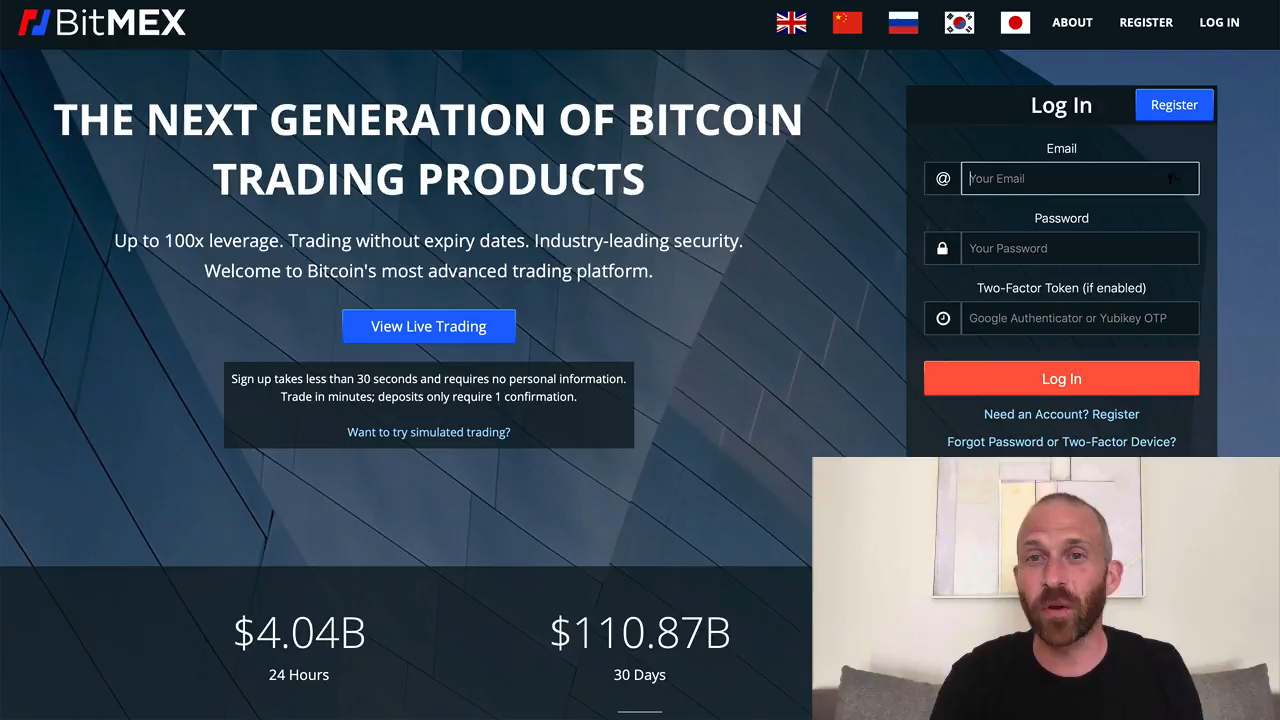 BitMEX
ABOUT
REGISTER
LOG IN
THE NEXT GENERATION OF BITCOIN
TRADING PRODUCTS
Up to 100x leverage. Trading without expiry dates. Industry-leading security.
Welcome to Bitcoin's most advanced trading platform.
View Live Trading
Sign up takes less than 30 seconds and requires no personal information.
Trade in minutes; deposits only require 1 confirmation.
Want to try simulated trading?
$4.04B
24 Hours
$110.87B
30 Days
Log In
Register
Email
@
Your Email
Password
Your Password
Two-Factor Token (if enabled)
Google Authenticator or Yubikey OTP
Log In
Need an Account? Register
Forgot Password or Two-Factor Device?